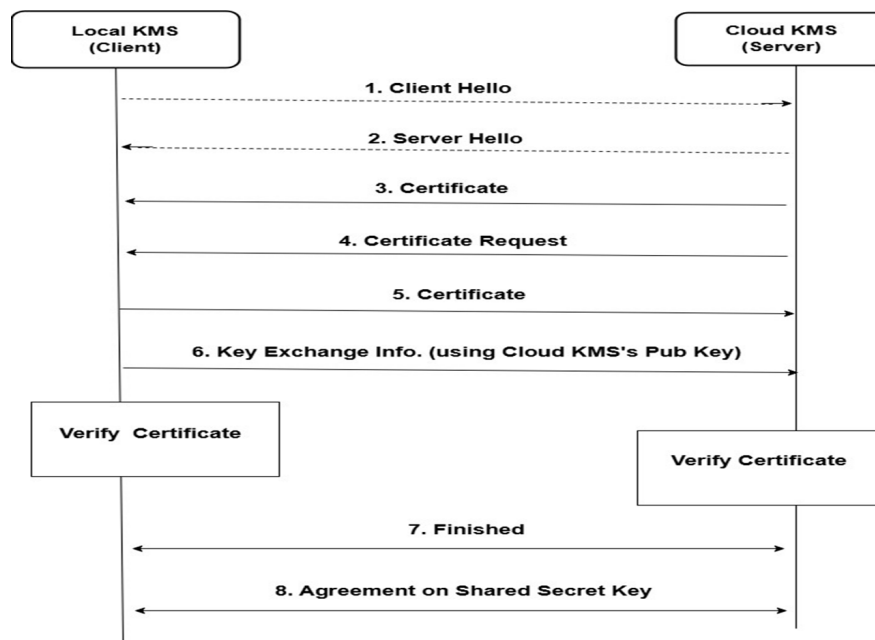 Local KMS
(Client)
Cloud KMS
(Server)
1. Client Hello
2. Server Hello
3. Certificate
4. Certificate Request
5. Certificate
6. Key Exchange Info. (using Cloud KMS's Pub Key)
Verify Certificate
Verify Certificate
7. Finished
8. Agreement on Shared Secret Key